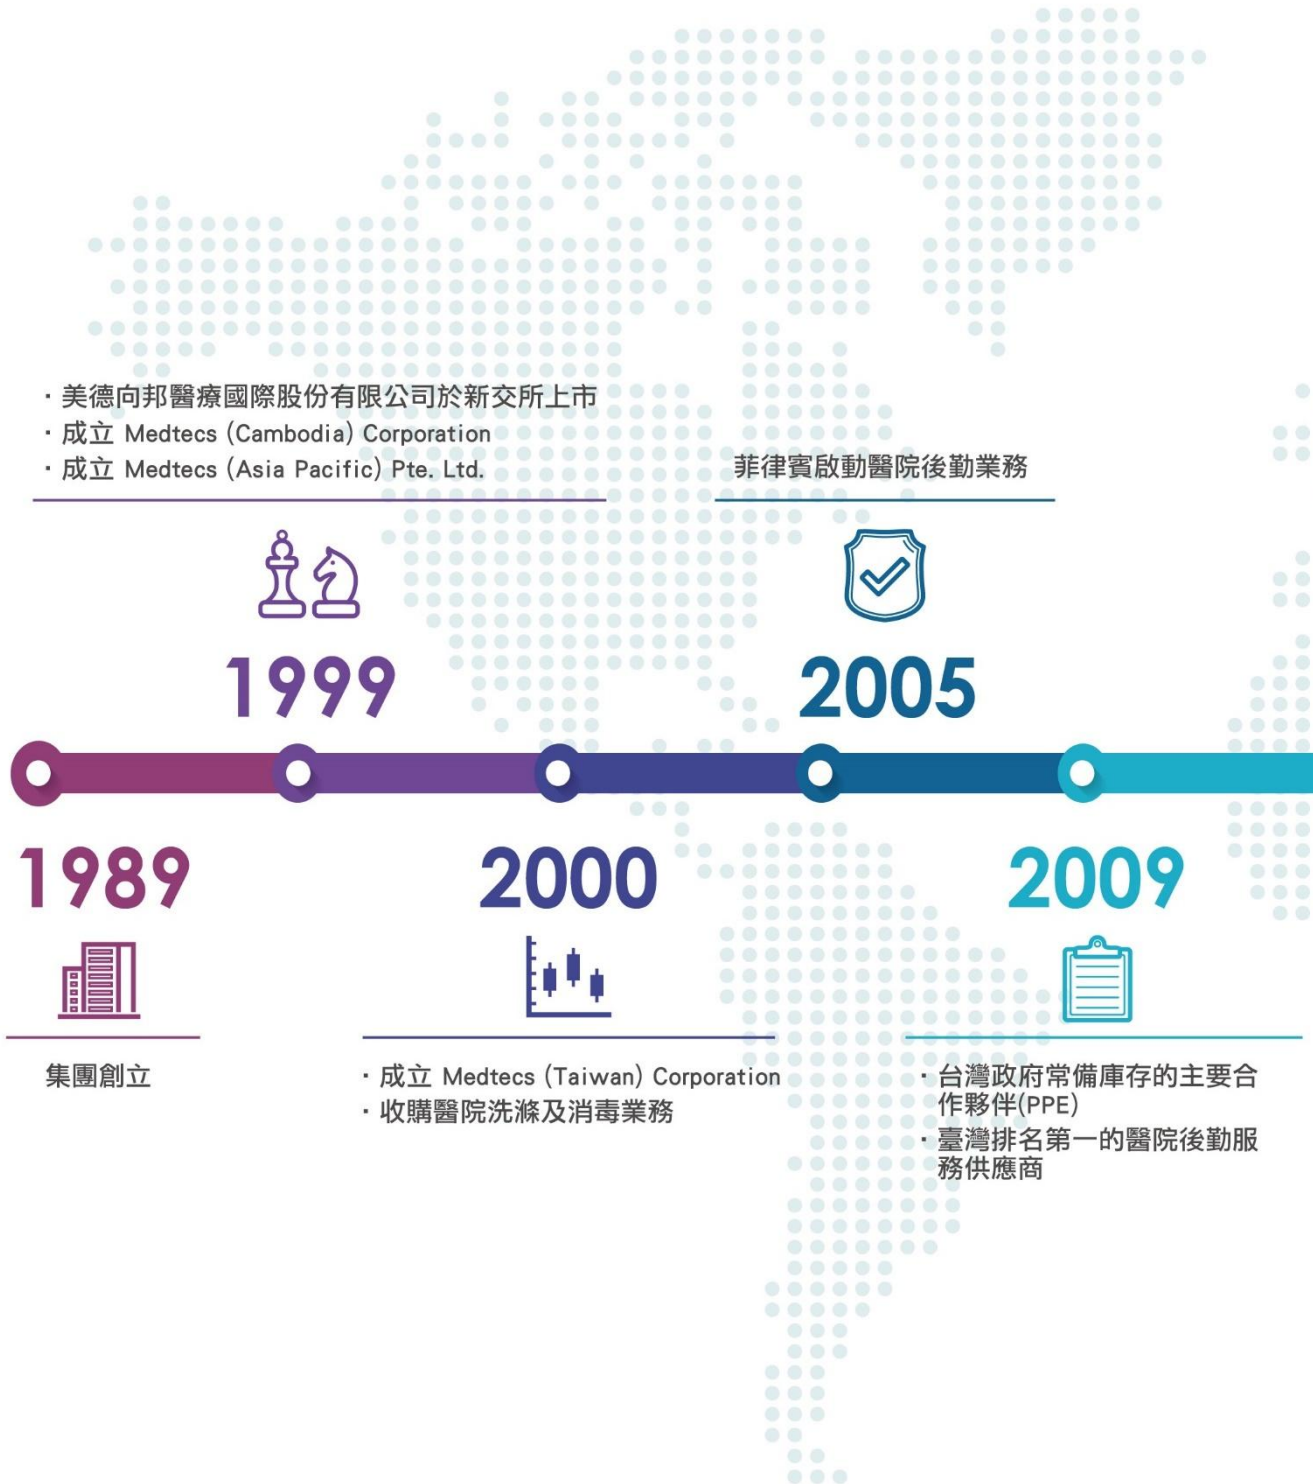 · 美德向邦醫療國際股份有限公司於新交所上市
· 成立 Medtecs (Cambodia) Corporation
· 成立 Medtecs (Asia Pacific) Pte. Ltd.
菲律賓啟動醫院後勤業務
1999
2005
1989
2000
2009
集團創立
· 成立 Medtecs (Taiwan) Corporation
· 收購醫院洗滌及消毒業務
· 台灣政府常備庫存的主要合
作夥伴(PPE)
· 臺灣排名第一的醫院後勤服
務供應商